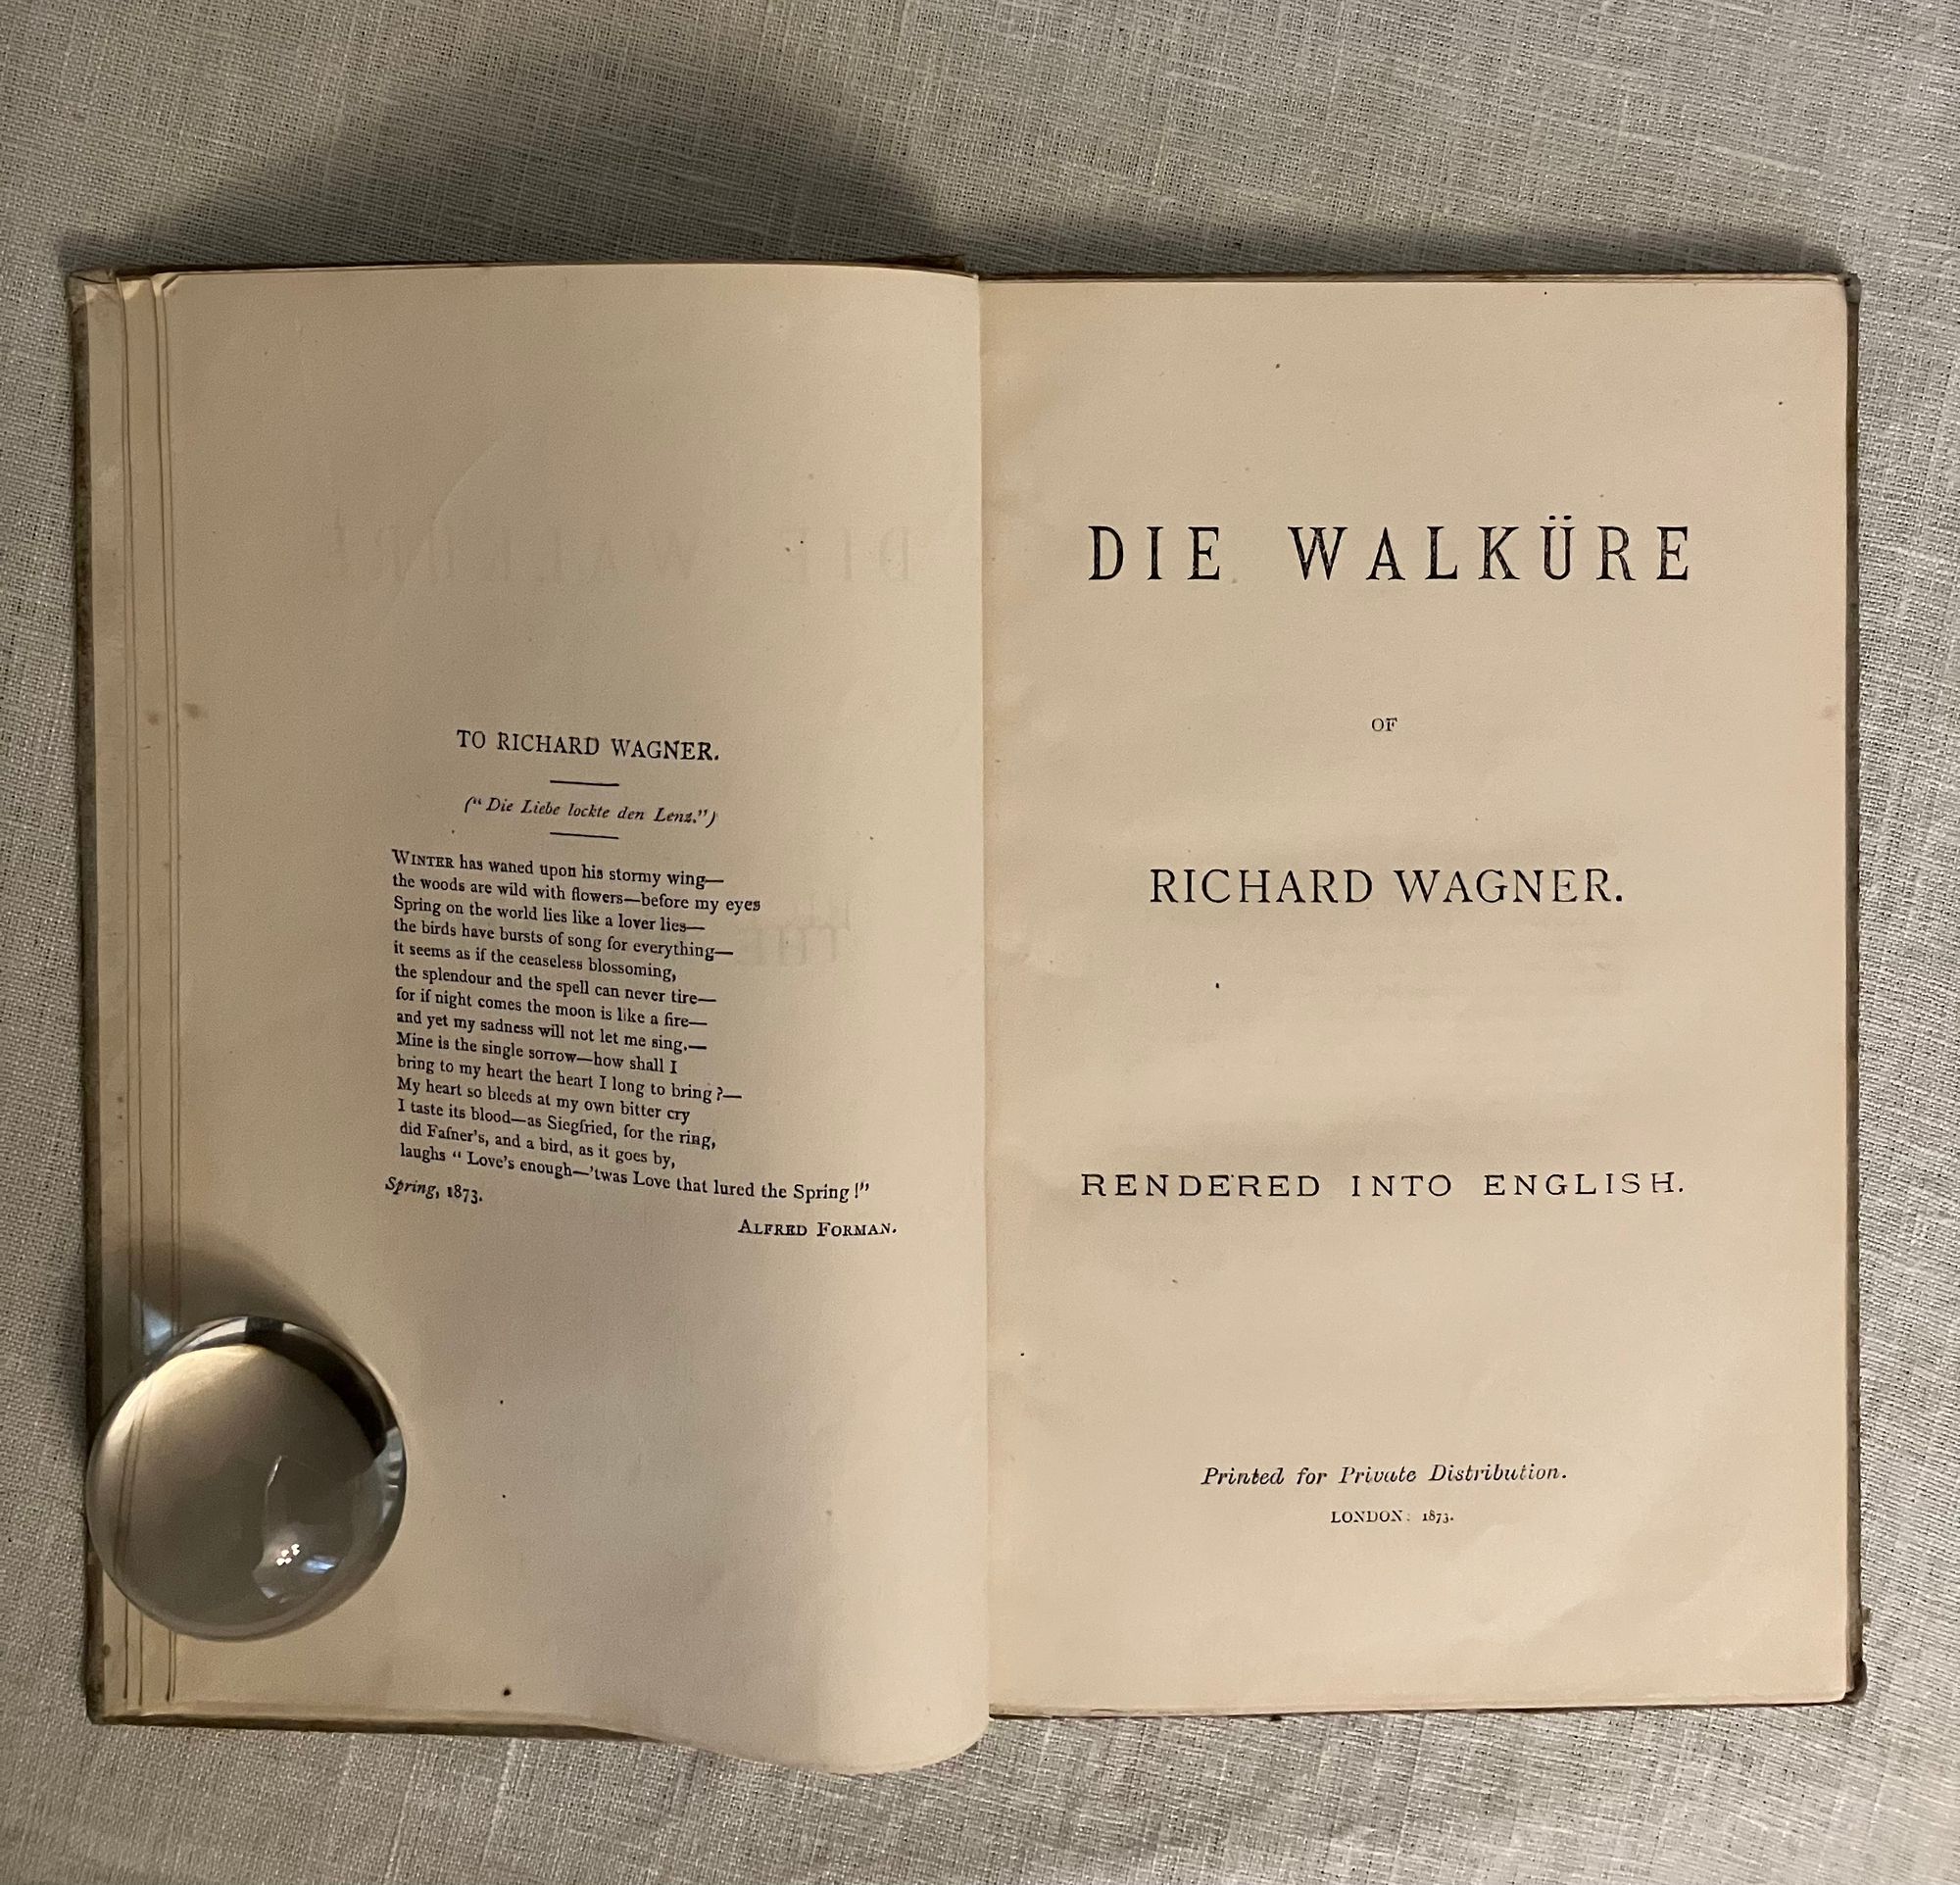 TO RICHARD WAGNER.
("Die Liebe lockte den Lenz.")
WINTER has waned upon his stormy wing—
the woods are wild with flowers—before my eyes
Spring on the world lies like a lover lies—
the birds have bursts of song for everything—
it seems as if the ceaseless blossoming,
the splendour and the spell can never tire—
for if night comes the moon is like a fire—
and yet my sadness will not let me sing.—
Mine is the single sorrow—how shall I
bring to my heart the heart I long to bring?—
My heart so bleeds at my own bitter cry
I taste its blood—as Siegfried, for the ring,
did Fafner's, and a bird, as it goes by,
laughs "Love's enough—'twas Love that lured the Spring!"
Spring, 1873.
ALFRED FORMAN.
DIE WALKÜRE
OF
RICHARD WAGNER.
RENDERED INTO ENGLISH.
Printed for Private Distribution.
LONDON: 1873.